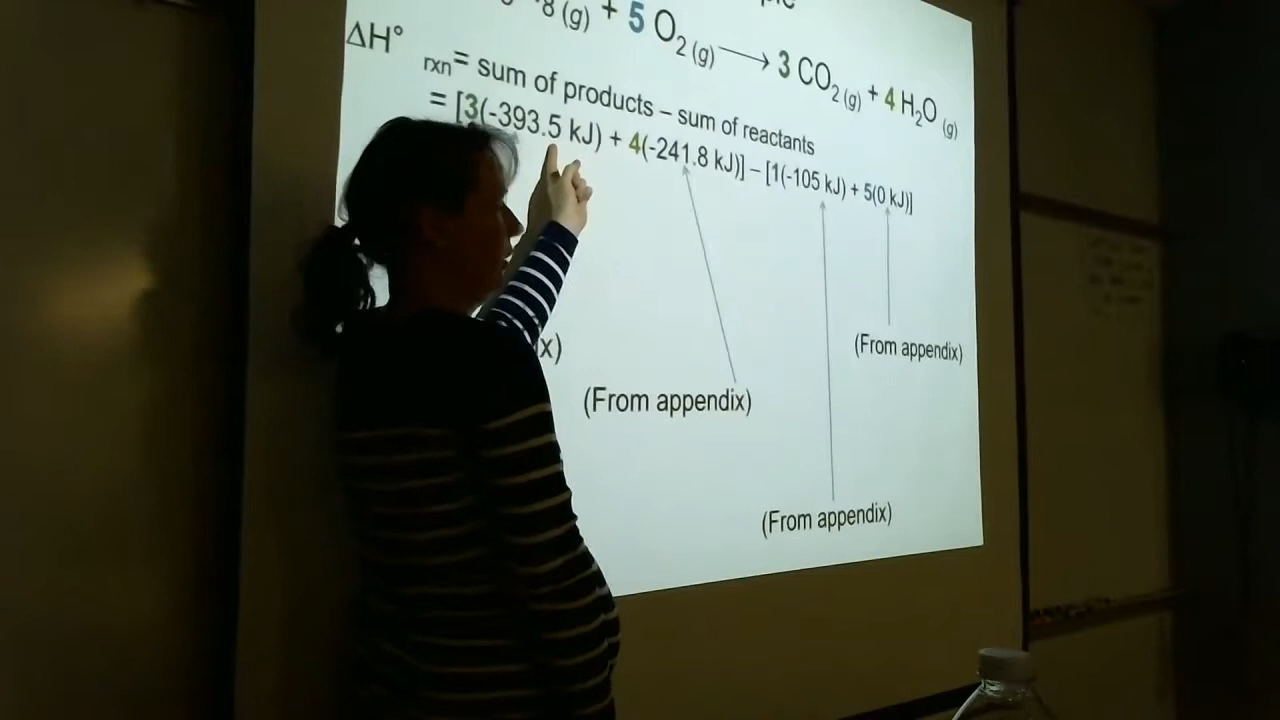 8 (g) + 5 O2 (g) ⟶ 3 CO2 (g) + 4 H2O (g)
ΔH° rxn = sum of products – sum of reactants
= [3(-393.5 kJ) + 4(-241.8 kJ)] – [1(-105 kJ) + 5(0 kJ)]
x)
(From appendix)
(From appendix)
(From appendix)